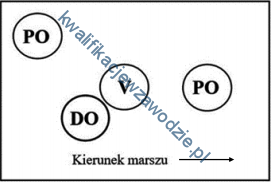 PO
V
PO
DO
Kierunek marszu
kwalifikacjewzawodzie.pl